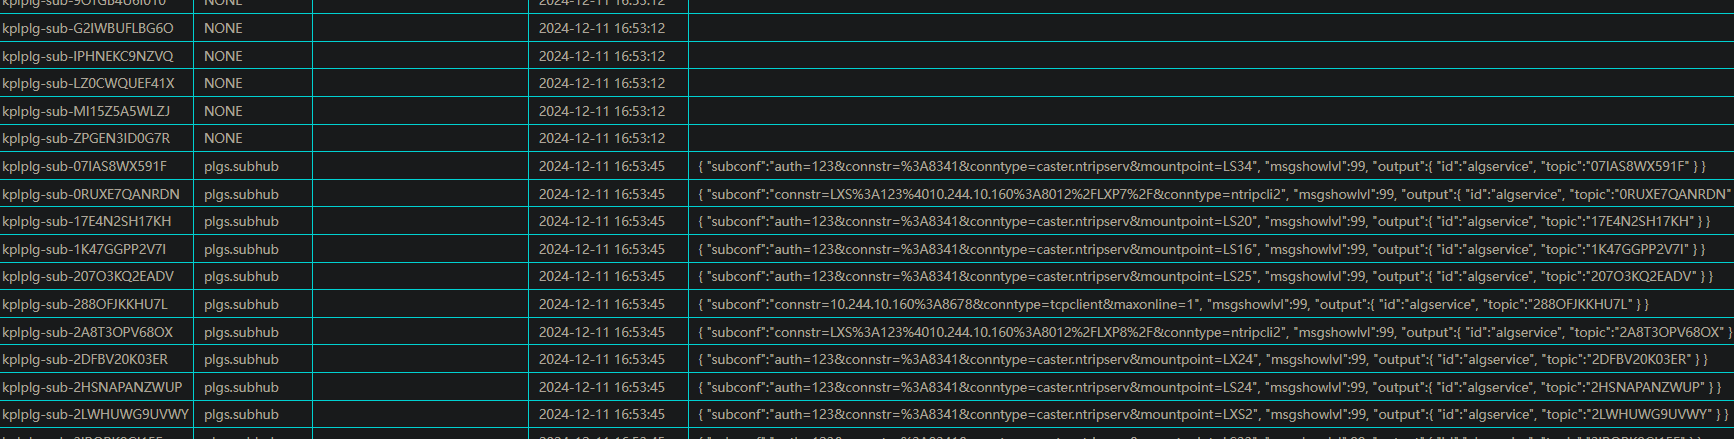 kplplg-sub-9OTGB4U6I010 NONE 2024-12-11 16:53:12
kplplg-sub-G2IWBUFLBG6O NONE 2024-12-11 16:53:12
kplplg-sub-IPHNEKC9NZVQ NONE 2024-12-11 16:53:12
kplplg-sub-LZ0CWQUEF41X NONE 2024-12-11 16:53:12
kplplg-sub-MI15Z5A5WLZJ NONE 2024-12-11 16:53:12
kplplg-sub-ZPGEN3ID0G7R NONE 2024-12-11 16:53:12
kplplg-sub-07IAS8WX591F plgs.subhub 2024-12-11 16:53:45 { "subconf":"auth=123&connstr=%3A8341&conntype=caster.ntripserv&mountpoint=LS34", "msgshowlvl":99, "output":{ "id":"algservice", "topic":"07IAS8WX591F" } }
kplplg-sub-0RUXE7QANRDN plgs.subhub 2024-12-11 16:53:45 { "subconf":"connstr=LXS%3A123%4010.244.10.160%3A8012%2FLXP7%2F&conntype=ntripcli2", "msgshowlvl":99, "output":{ "id":"algservice", "topic":"0RUXE7QANRDN"
kplplg-sub-17E4N2SH17KH plgs.subhub 2024-12-11 16:53:45 { "subconf":"auth=123&connstr=%3A8341&conntype=caster.ntripserv&mountpoint=LS20", "msgshowlvl":99, "output":{ "id":"algservice", "topic":"17E4N2SH17KH" } }
kplplg-sub-1K47GGPP2V7I plgs.subhub 2024-12-11 16:53:45 { "subconf":"auth=123&connstr=%3A8341&conntype=caster.ntripserv&mountpoint=LS16", "msgshowlvl":99, "output":{ "id":"algservice", "topic":"1K47GGPP2V7I" } }
kplplg-sub-207O3KQ2EADV plgs.subhub 2024-12-11 16:53:45 { "subconf":"auth=123&connstr=%3A8341&conntype=caster.ntripserv&mountpoint=LS25", "msgshowlvl":99, "output":{ "id":"algservice", "topic":"207O3KQ2EADV" } }
kplplg-sub-288OFJKKHU7L plgs.subhub 2024-12-11 16:53:45 { "subconf":"connstr=10.244.10.160%3A8678&conntype=tcpclient&maxonline=1", "msgshowlvl":99, "output":{ "id":"algservice", "topic":"288OFJKKHU7L" } }
kplplg-sub-2A8T3OPV68OX plgs.subhub 2024-12-11 16:53:45 { "subconf":"connstr=LXS%3A123%4010.244.10.160%3A8012%2FLXP8%2F&conntype=ntripcli2", "msgshowlvl":99, "output":{ "id":"algservice", "topic":"2A8T3OPV68OX" }
kplplg-sub-2DFBV20K03ER plgs.subhub 2024-12-11 16:53:45 { "subconf":"auth=123&connstr=%3A8341&conntype=caster.ntripserv&mountpoint=LX24", "msgshowlvl":99, "output":{ "id":"algservice", "topic":"2DFBV20K03ER" } }
kplplg-sub-2HSNAPANZWUP plgs.subhub 2024-12-11 16:53:45 { "subconf":"auth=123&connstr=%3A8341&conntype=caster.ntripserv&mountpoint=LS24", "msgshowlvl":99, "output":{ "id":"algservice", "topic":"2HSNAPANZWUP" } }
kplplg-sub-2LWHUWG9UVWY plgs.subhub 2024-12-11 16:53:45 { "subconf":"auth=123&connstr=%3A8341&conntype=caster.ntripserv&mountpoint=LXS2", "msgshowlvl":99, "output":{ "id":"algservice", "topic":"2LWHUWG9UVWY" } }